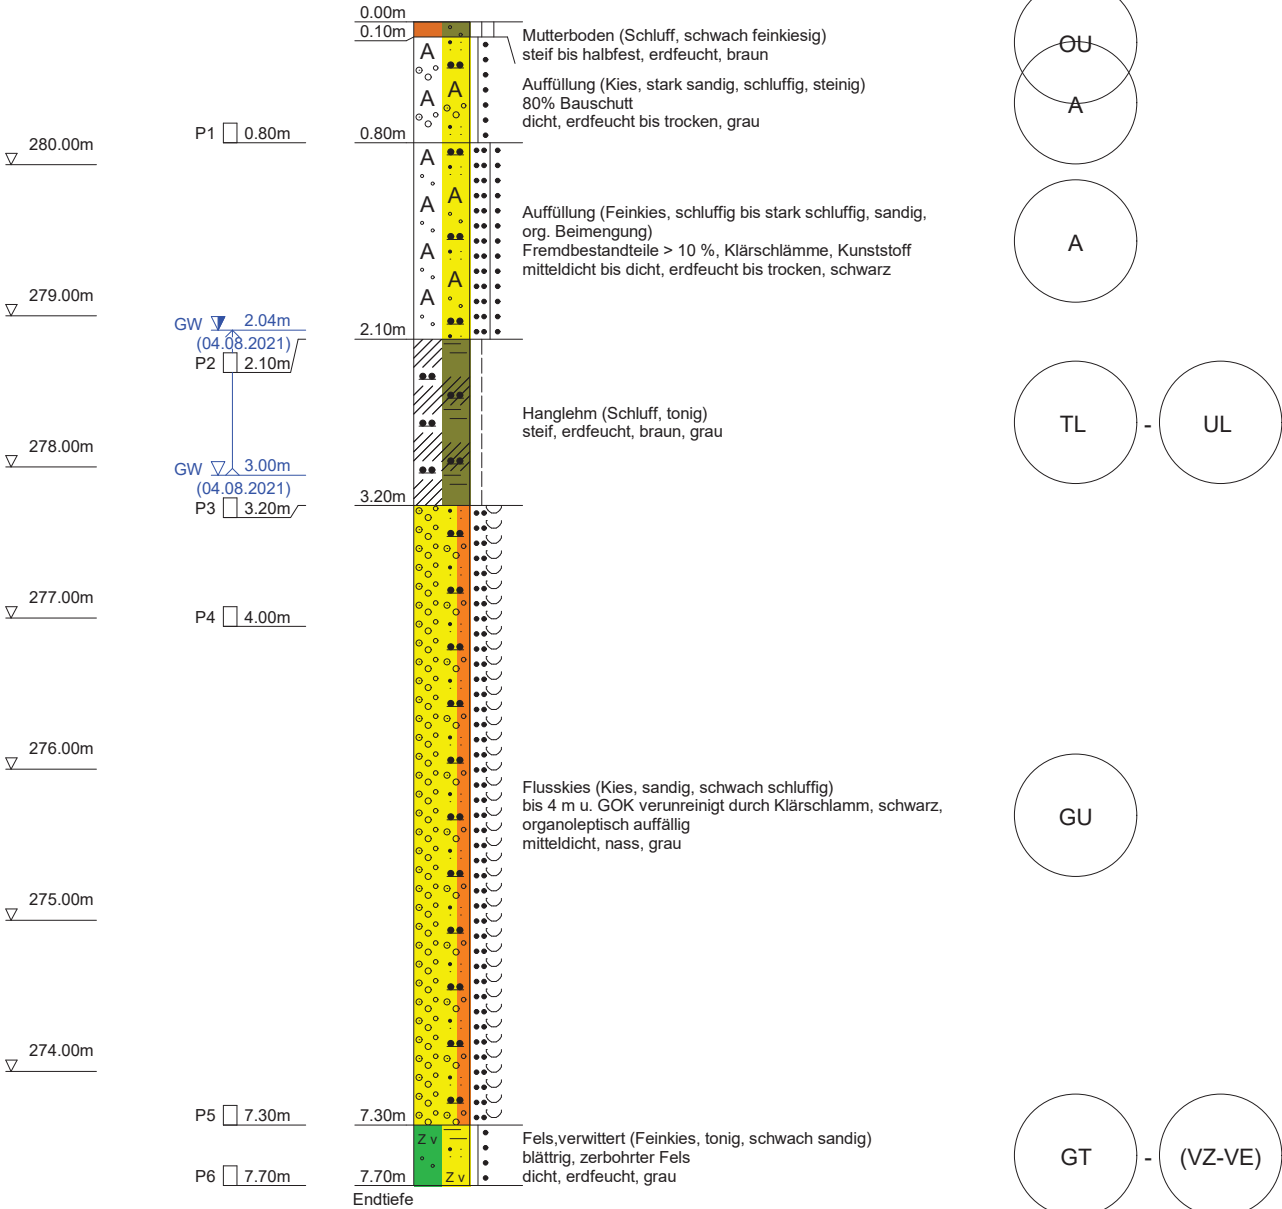 0.00m
0.10m
Mutterboden (Schluff, schwach feinkiesig)
steif bis halbfest, erdfeucht, braun
OU
A
Auffüllung (Kies, stark sandig, schluffig, steinig)
80% Bauschutt
dicht, erdfeucht bis trocken, grau
A
A
A
P1 0.80m
0.80m
280.00m
A
A
A
A
A
A
Auffüllung (Feinkies, schluffig bis stark schluffig, sandig,
org. Beimengung)
Fremdbestandteile > 10 %, Klärschlämme, Kunststoff
mitteldicht bis dicht, erdfeucht bis trocken, schwarz
A
279.00m
GW 2.04m
(04.08.2021)
P2 2.10m
2.10m
Hanglehm (Schluff, tonig)
steif, erdfeucht, braun, grau
TL - UL
278.00m
GW 3.00m
(04.08.2021)
P3 3.20m
3.20m
277.00m
P4 4.00m
276.00m
Flusskies (Kies, sandig, schwach schluffig)
bis 4 m u. GOK verunreinigt durch Klärschlamm, schwarz,
organoleptisch auffällig
mitteldicht, nass, grau
GU
275.00m
274.00m
P5 7.30m
7.30m
Z v
Z v
Fels,verwittert (Feinkies, tonig, schwach sandig)
blättrig, zerbohrter Fels
dicht, erdfeucht, grau
GT - (VZ-VE)
P6 7.70m
7.70m
Endtiefe